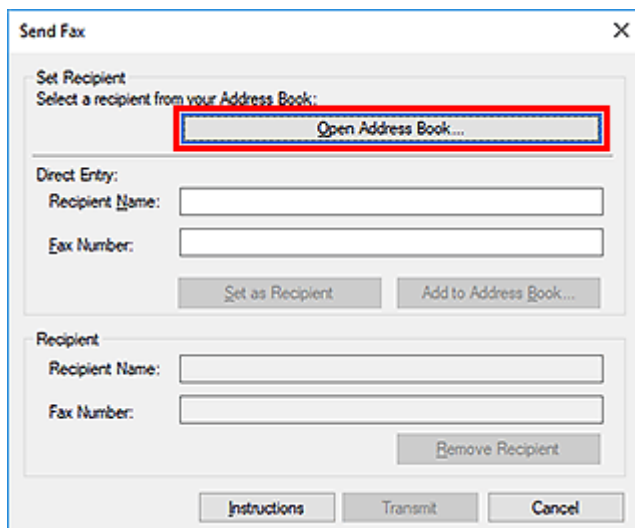 Send Fax
Set Recipient
Select a recipient from your Address Book:
Open Address Book...
Direct Entry:
Recipient Name:
Fax Number:
Set as Recipient Add to Address Book...
Recipient
Recipient Name:
Fax Number:
Remove Recipient
Instructions Transmit Cancel